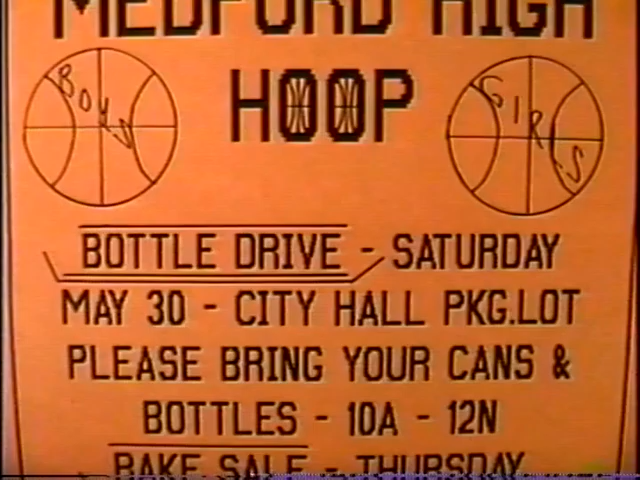 MEDFORD HIGH
BOYS
HOOP
GIRLS
BOTTLE DRIVE - SATURDAY
MAY 30 - CITY HALL PKG.LOT
PLEASE BRING YOUR CANS &
BOTTLES - 10A - 12N
BAKE SALE - THURSDAY